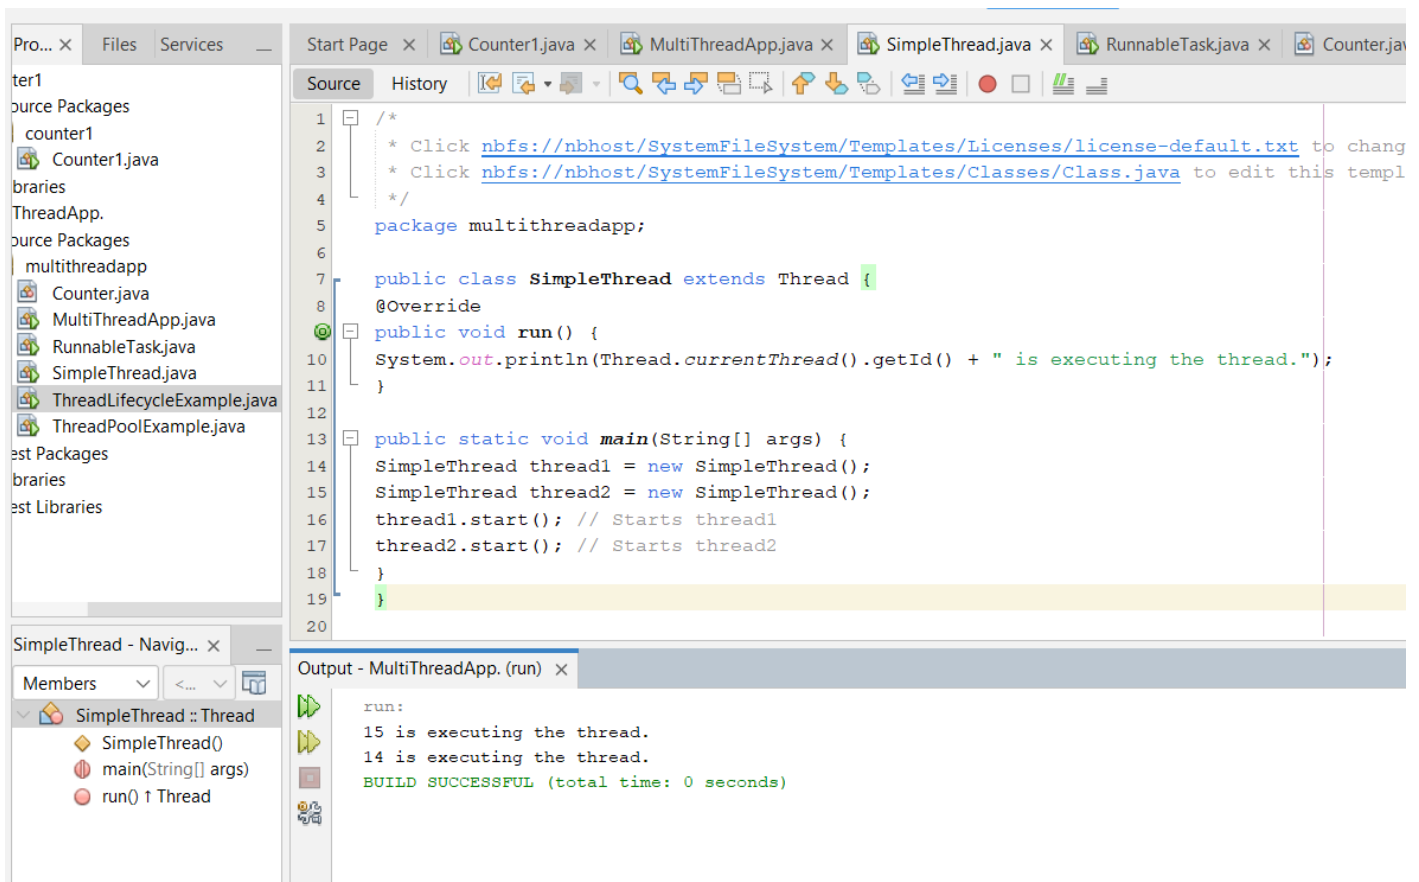 Pro... × Files Services
ter1
ource Packages
counter1
Counter1.java
braries
ThreadApp.
ource Packages
multithreadapp
Counter.java
MultiThreadApp.java
RunnableTask.java
SimpleThread.java
ThreadLifecycleExample.java
ThreadPoolExample.java
est Packages
braries
est Libraries
SimpleThread - Navig... ×
Members <...
SimpleThread :: Thread
SimpleThread()
main(String[] args)
run() ↑ Thread
Start Page × Counter1.java × MultiThreadApp.java × SimpleThread.java × RunnableTask.java × Counter.jav
Source History
1 /*
2 * Click nbfs://nbhost/SystemFileSystem/Templates/Licenses/license-default.txt to chang
3 * Click nbfs://nbhost/SystemFileSystem/Templates/Classes/Class.java to edit this templ
4 */
5 package multithreadapp;
6
7 public class SimpleThread extends Thread {
8 @Override
public void run() {
10 System.out.println(Thread.currentThread().getId() + " is executing the thread.");
11 }
12
13 public static void main(String[] args) {
14 SimpleThread thread1 = new SimpleThread();
15 SimpleThread thread2 = new SimpleThread();
16 thread1.start(); // Starts thread1
17 thread2.start(); // Starts thread2
18 }
19 }
20
Output - MultiThreadApp. (run) ×
run:
15 is executing the thread.
14 is executing the thread.
BUILD SUCCESSFUL (total time: 0 seconds)